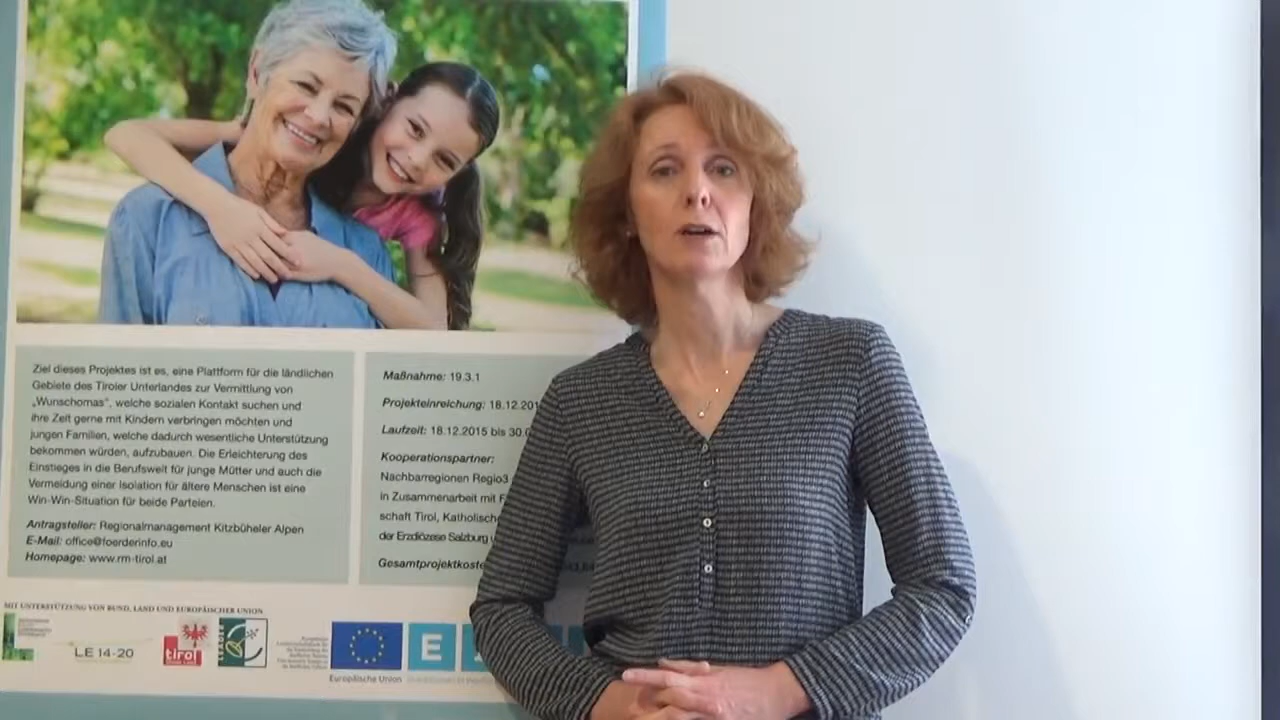 Ziel dieses Projektes ist es, eine Plattform für die ländlichen
Gebiete des Tiroler Unterlandes zur Vermittlung von
„Wunschomas", welche sozialen Kontakt suchen und
ihre Zeit gerne mit Kindern verbringen möchten und
jungen Familien, welche dadurch wesentliche Unterstützung
bekommen würden, aufzubauen. Die Erleichterung des
Einstieges in die Berufswelt für junge Mütter und auch die
Vermeidung einer Isolation für ältere Menschen ist eine
Win-Win-Situation für beide Parteien.
Antragsteller: Regionalmanagement Kitzbüheler Alpen
E-Mail: office@foerderinfo.eu
Homepage: www.rm-tirol.at
Maßnahme: 19.3.1
Projekteinreichung: 18.12.201
Laufzeit: 18.12.2015 bis 30.
Kooperationspartner:
Nachbarregionen Regio3
in Zusammenarbeit mit F
schaft Tirol, Katholische
der Erzdiözese Salzburg
Gesamtprojektkoste
MIT UNTERSTÜTZUNG VON BUND, LAND UND EUROPÄISCHER UNION
LE 14-20
tirol
LEADER
Europäische Union
E